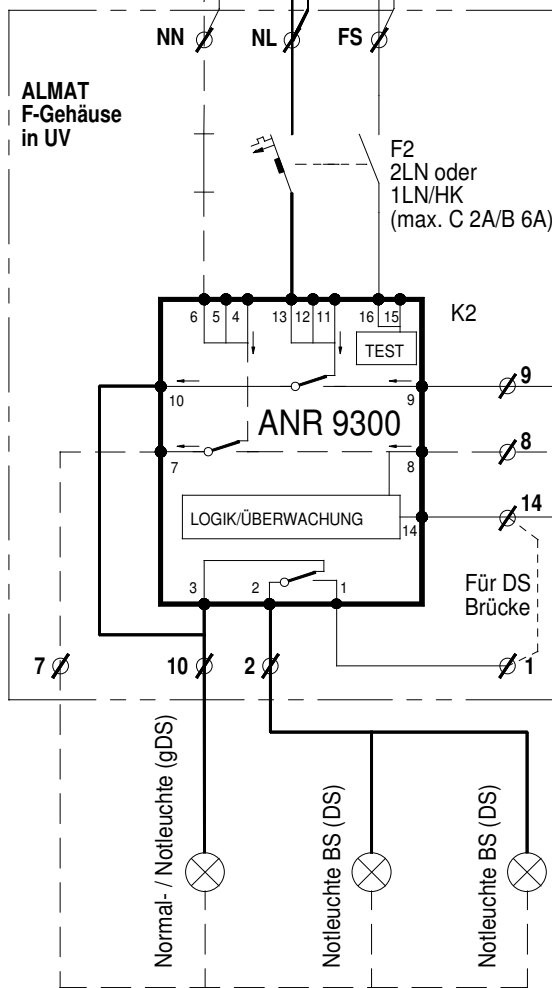 NN NL FS
ALMAT
F-Gehäuse
in UV
F2
2LN oder
1LN/HK
(max. C 2A/B 6A)
6 5 4 13 12 11 16 15
K2
TEST
10 9 9
ANR 9300
7 8 8
LOGIK/ÜBERWACHUNG
14 14
3 2 1
Für DS
Brücke
7 10 2 1
Normal- / Notleuchte (gDS)
Notleuchte BS (DS)
Notleuchte BS (DS)